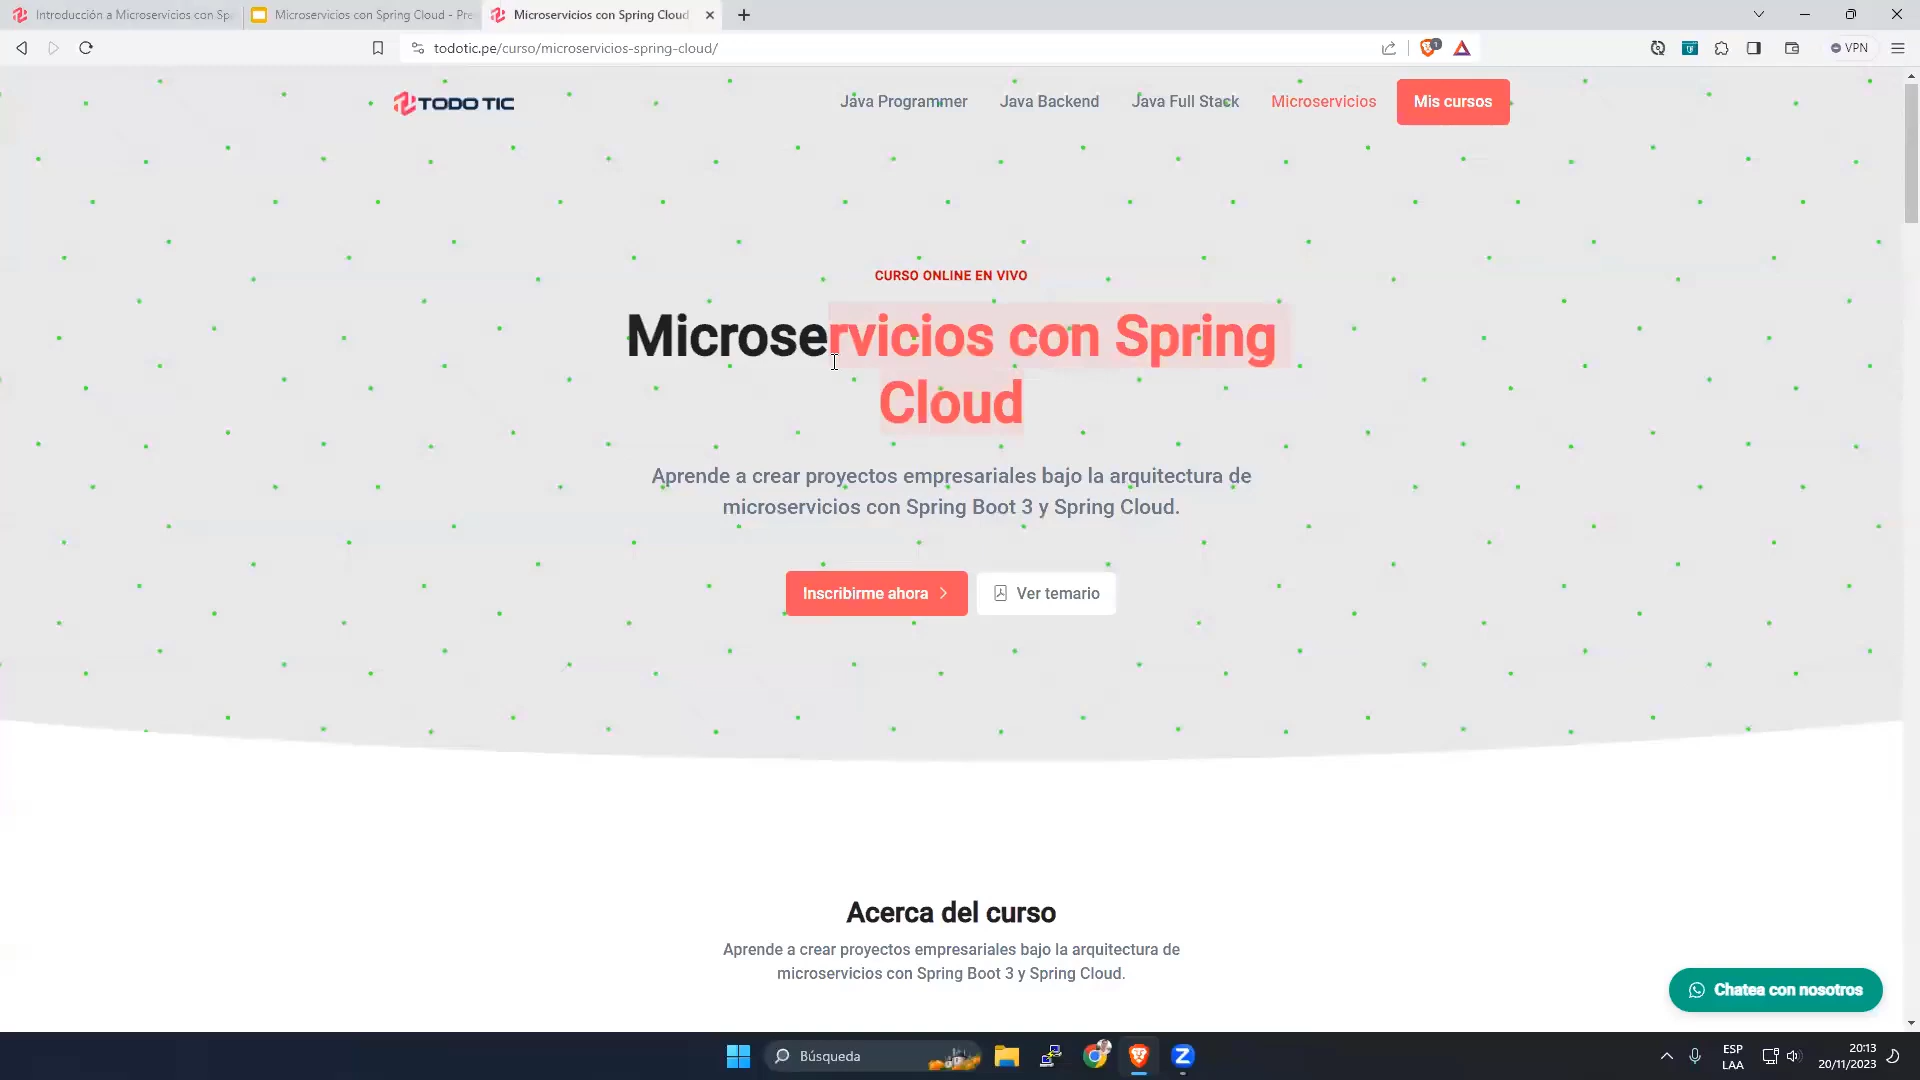 Introducción a Microservicios con Sp
Microservicios con Spring Cloud - Pre
Microservicios con Spring Cloud
todotic.pe/curso/microservicios-spring-cloud/
1
VPN
TODO TIC
Java Programmer
Java Backend
Java Full Stack
Microservicios
Mis cursos
CURSO ONLINE EN VIVO
Microservicios con Spring
Cloud
Aprende a crear proyectos empresariales bajo la arquitectura de
microservicios con Spring Boot 3 y Spring Cloud.
Inscribirme ahora
Ver temario
Acerca del curso
Aprende a crear proyectos empresariales bajo la arquitectura de
microservicios con Spring Boot 3 y Spring Cloud.
Chatea con nosotros
Búsqueda
ESP
LAA
20:13
20/11/2023